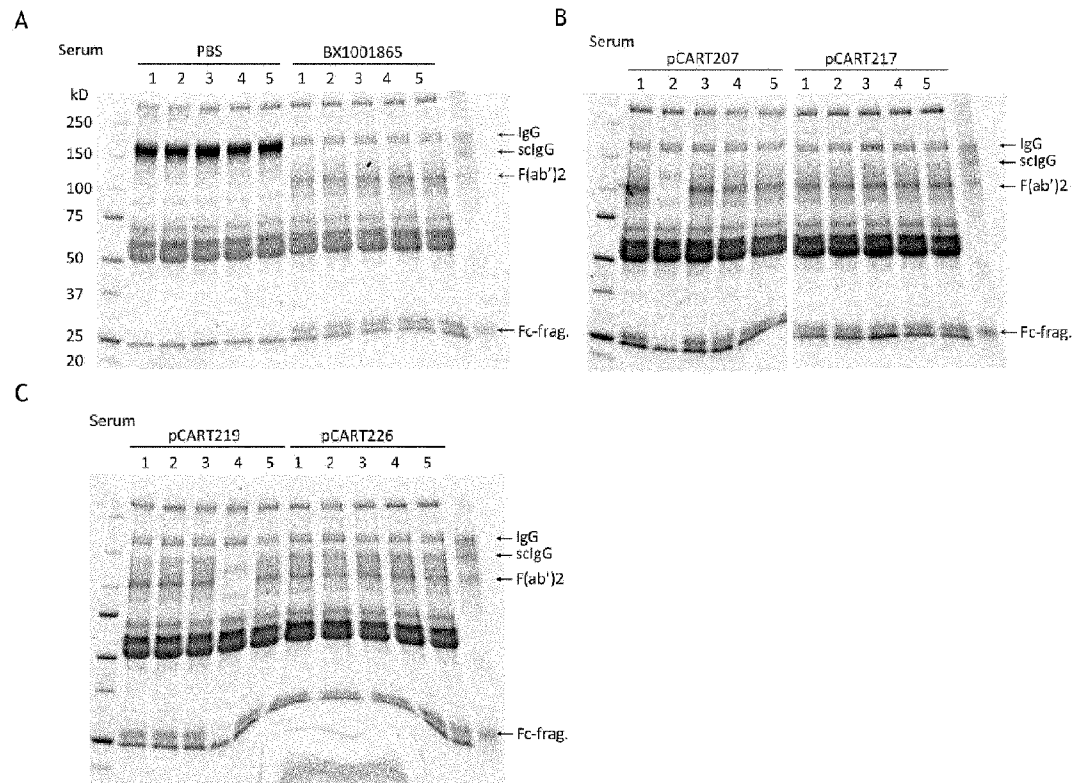 A
Serum PBS BX1001865
1 2 3 4 5 1 2 3 4 5
kD
250
150
100
75
50
37
25
20
IgG
scIgG
F(ab')2
Fc-frag.
B
Serum
pCART207 pCART217
1 2 3 4 5 1 2 3 4 5
IgG
scIgG
F(ab')2
Fc-frag.
C
Serum
pCART219 pCART226
1 2 3 4 5 1 2 3 4 5
IgG
scIgG
F(ab')2
Fc-frag.